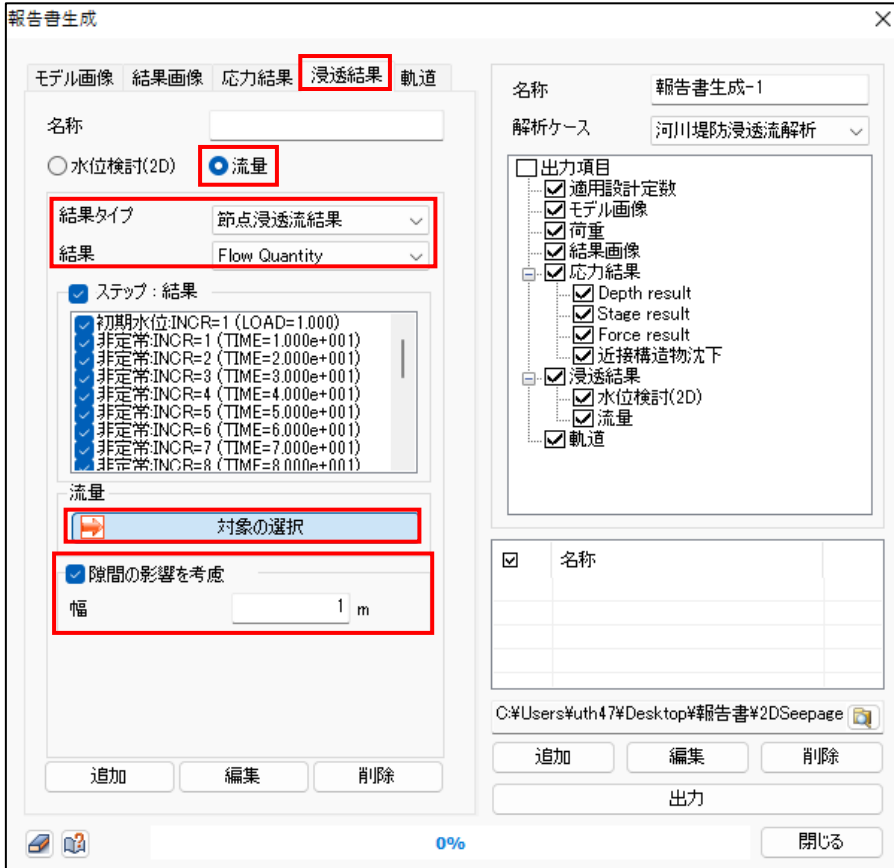 報告書生成
モデル画像 結果画像 応力結果 浸透結果 軌道
名称
水位検討(2D) 流量
結果タイプ 節点浸透流結果
結果 Flow Quantity
ステップ：結果
初期水位:INCR=1 (LOAD=1.000)
非定常:INCR=1 (TIME=1.000e+001)
非定常:INCR=2 (TIME=2.000e+001)
非定常:INCR=3 (TIME=3.000e+001)
非定常:INCR=4 (TIME=4.000e+001)
非定常:INCR=5 (TIME=5.000e+001)
非定常:INCR=6 (TIME=6.000e+001)
非定常:INCR=7 (TIME=7.000e+001)
非定常:INCR=8 (TIME=8.000e+001)
流量
対象の選択
隙間の影響を考慮
幅 1 m
追加 編集 削除
名称 報告書生成-1
解析ケース 河川堤防浸透流解析
出力項目
適用設計定数
モデル画像
荷重
結果画像
応力結果
Depth result
Stage result
Force result
近接構造物沈下
浸透結果
水位検討(2D)
流量
軌道
名称
C:¥Users¥uth47¥Desktop¥報告書¥2DSeepage
追加 編集 削除
出力
0%
閉じる